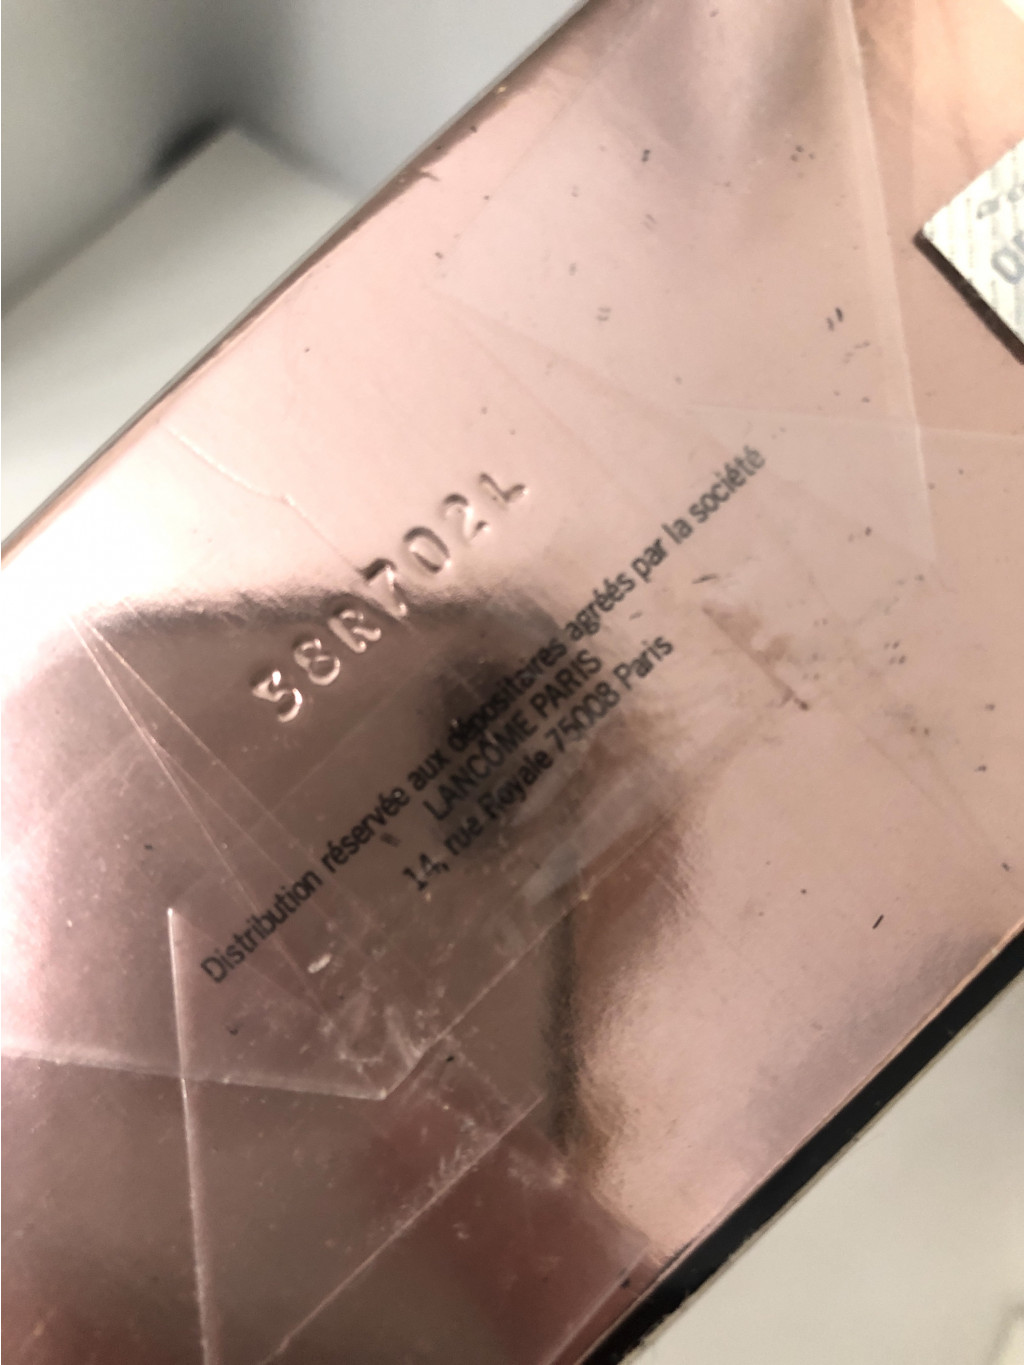 38R702L
Distribution réservée aux dépositaires agréés par la société
LANCÔME PARIS
14, rue Royale 75008 Paris